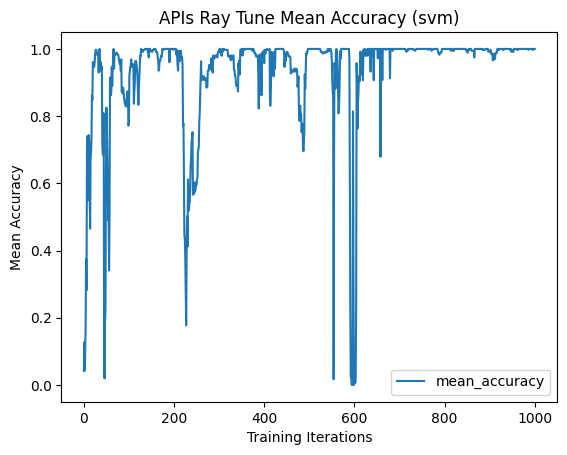 APIs Ray Tune Mean Accuracy (svm)
1.0
0.8
0.6
0.4
0.2
0.0
Mean Accuracy
0 200 400 600 800 1000
Training Iterations
mean_accuracy